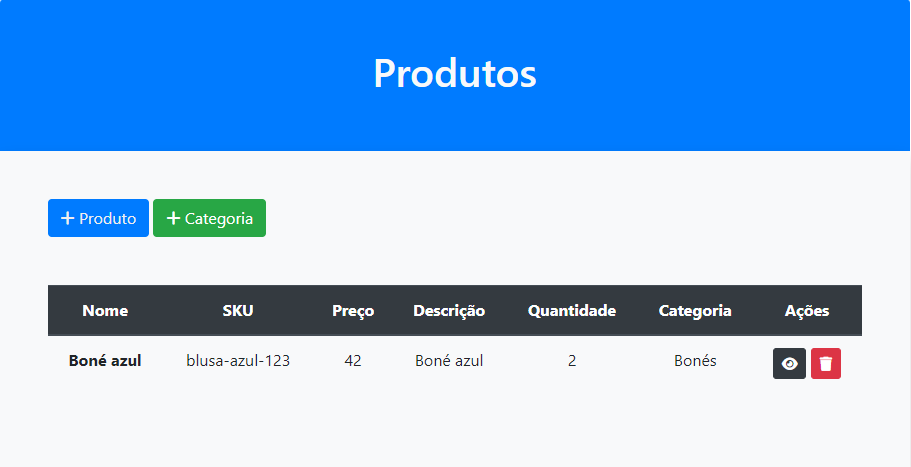 Produtos
+ Produto + Categoria
Nome SKU Preço Descrição Quantidade Categoria Ações
Boné azul blusa-azul-123 42 Boné azul 2 Bonés